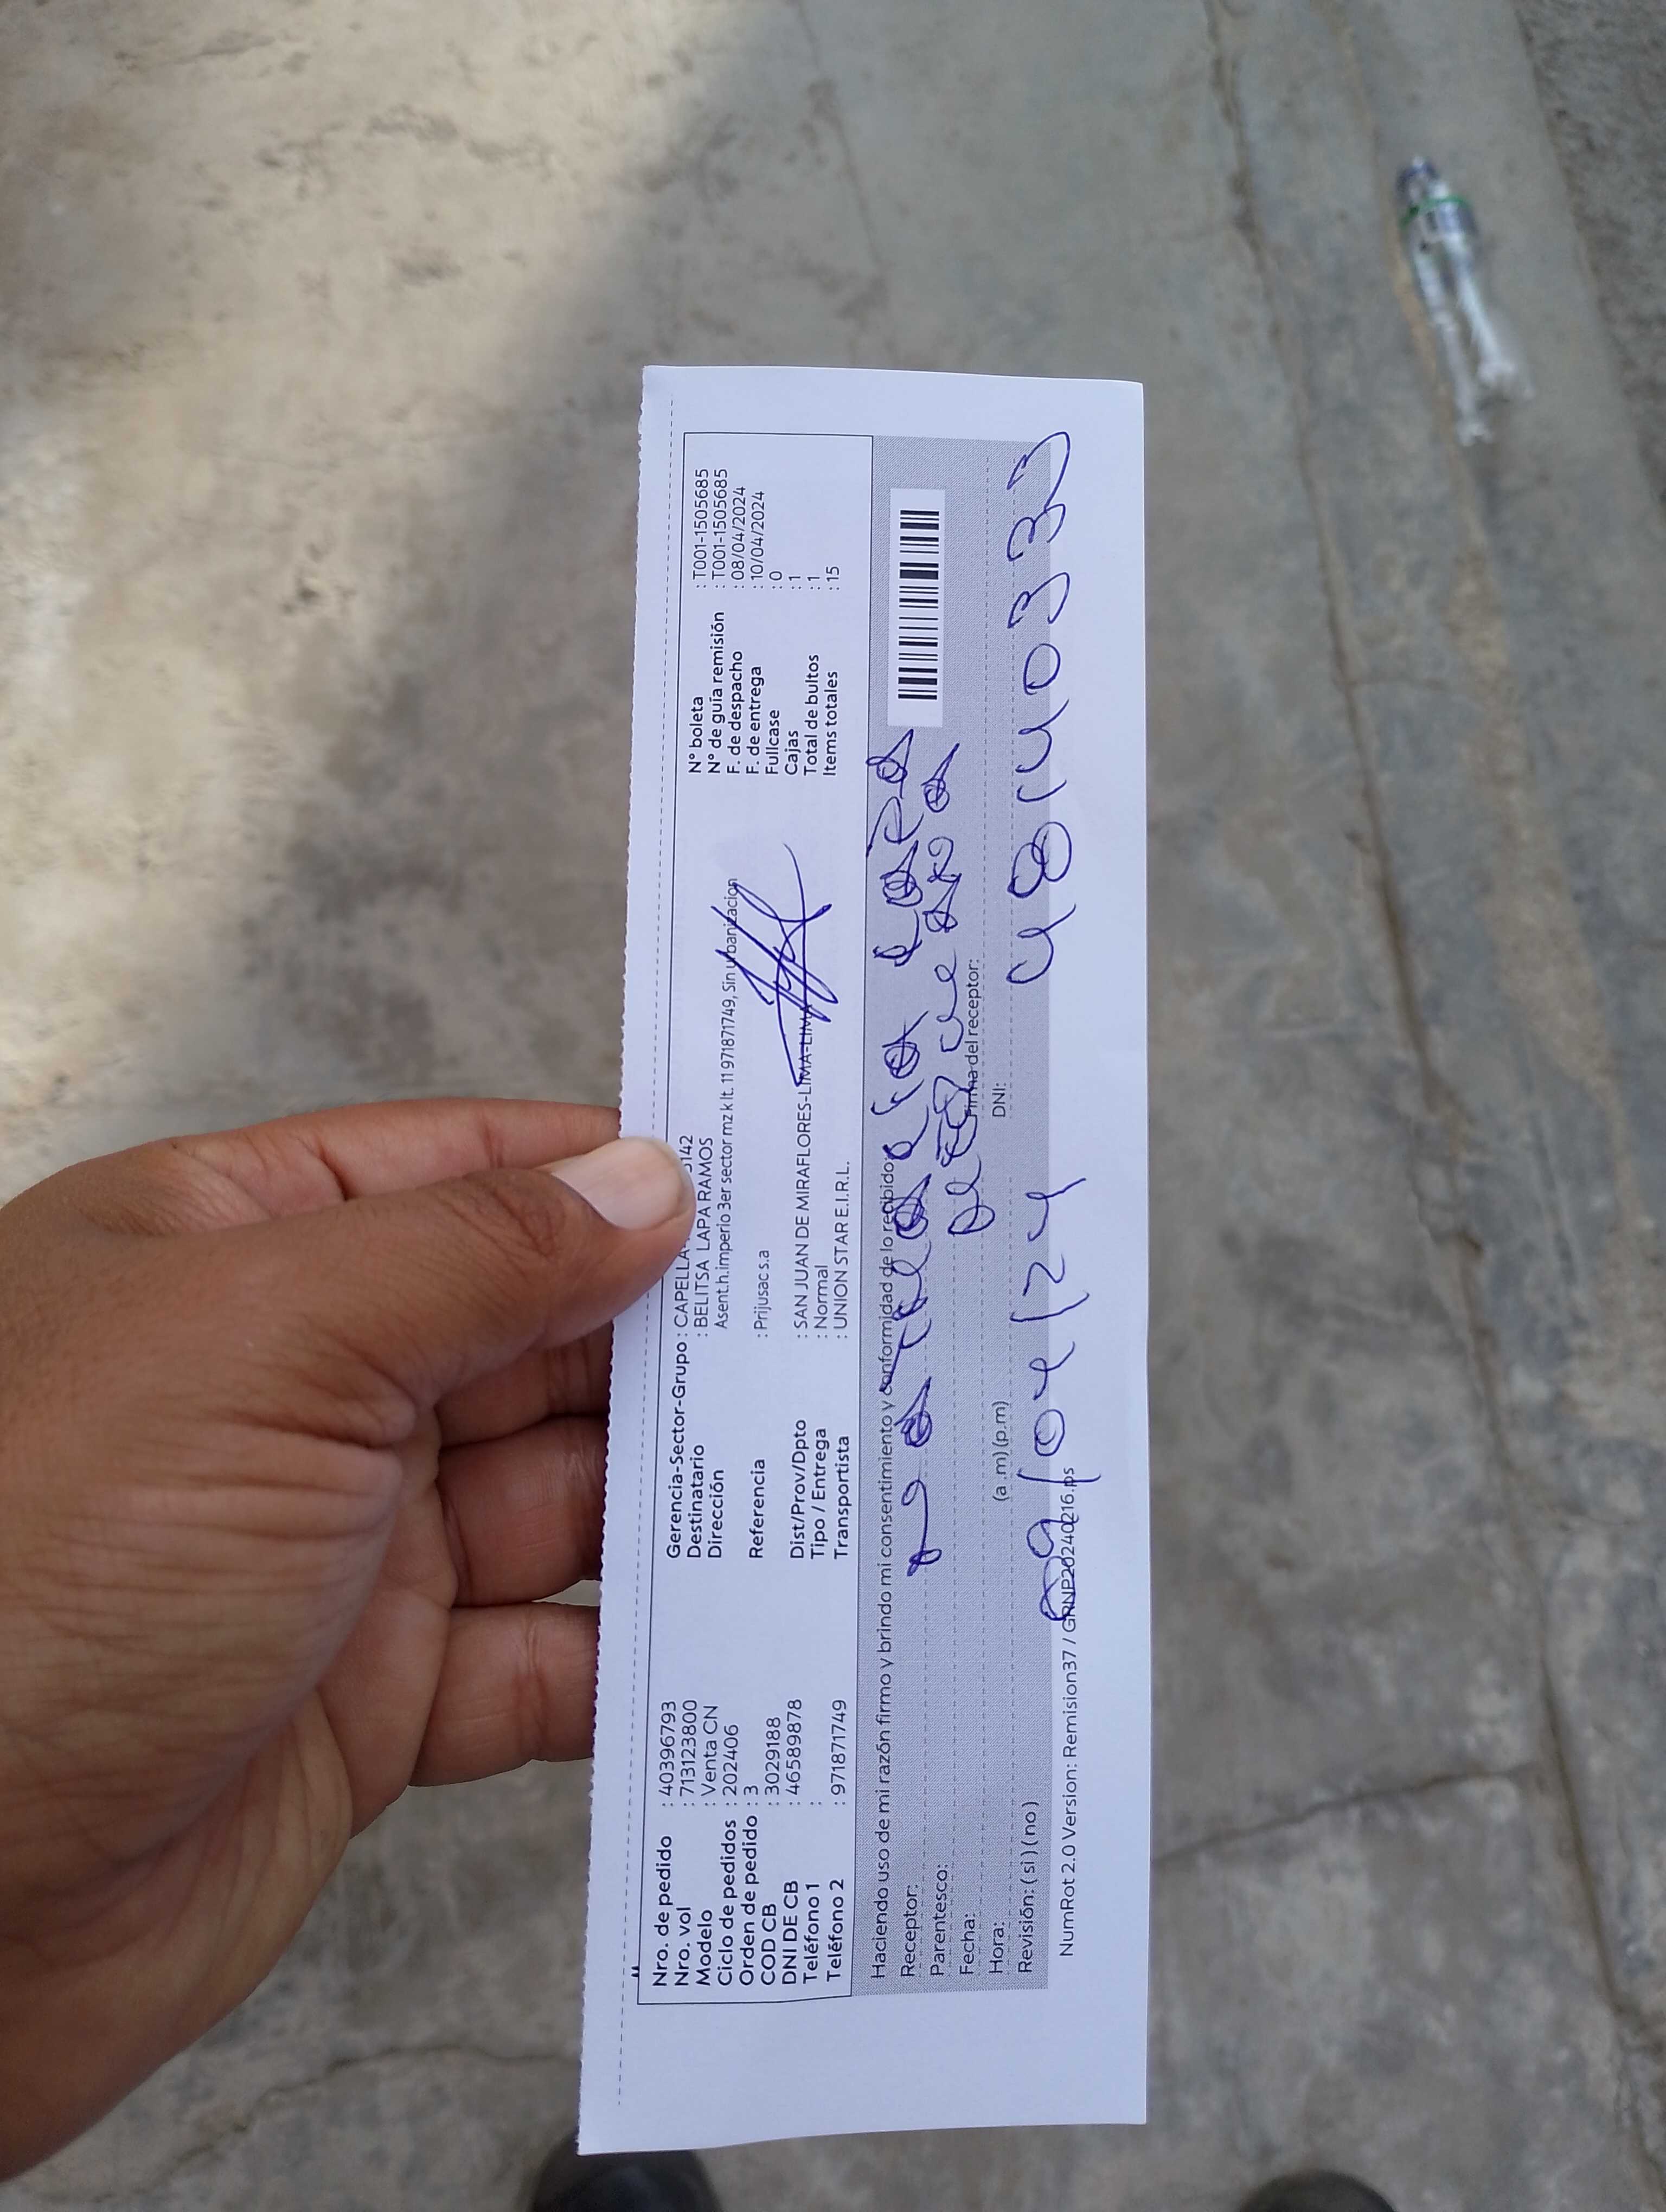 Nro. de pedido : 40396793
Nro. vol : 713123800
Modelo : Venta CN
Ciclo de pedidos : 202406
Orden de pedido : 3
COD CB : 3029188
DNI DE CB : 46589878
Teléfono 1 :
Teléfono 2 : 971871749
Gerencia-Sector-Grupo : CAPELLA
Destinatario : BELITSA LAPA RAMOS
Dirección Asent.h.imperio 3er sector mz k lt. 11 971871749, Sin urbanizacion
Referencia : Prijusac s.a
Dist/Prov/Dpto : SAN JUAN DE MIRAFLORES-LIMA-LIMA
Tipo / Entrega : Normal
Transportista : UNION STAR E.I.R.L.
N° boleta : T001-1505685
N° de guía remisión : T001-1505685
F. de despacho : 08/04/2024
F. de entrega : 10/04/2024
Fullcase : 0
Cajas : 1
Total de bultos : 1
Items totales : 15
Haciendo uso de mi razón firmo y brindo mi consentimiento y conformidad de lo recibido:
Receptor:
Parentesco:
Fecha:
Firma del receptor:
Hora: (a .m) (p.m) DNI:
Revisión: ( si ) ( no )
09/04/24 48140333
NumRot 2.0 Version: Remision37 / GRNP20240216.ps